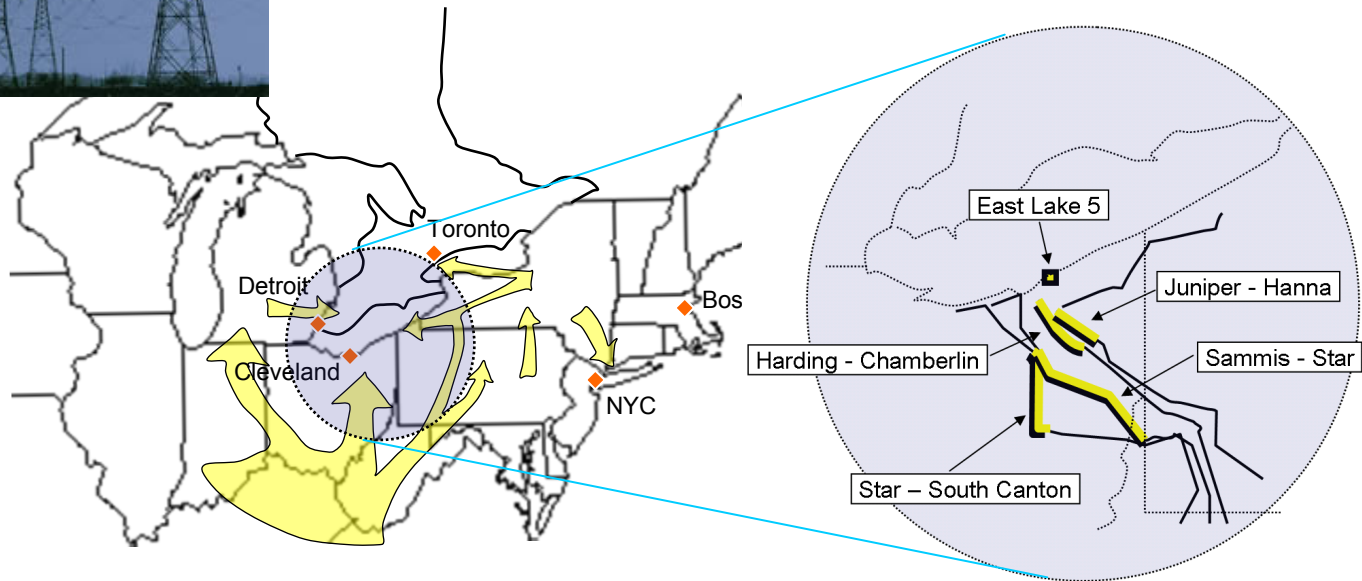 Toronto
Detroit
Bos
Cleveland
NYC
East Lake 5
Juniper - Hanna
Harding - Chamberlin
Sammis - Star
Star – South Canton